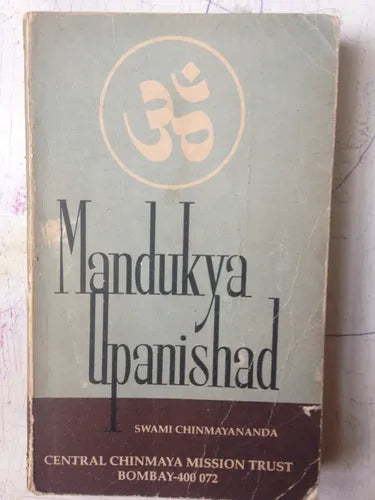 ॐ
Mandukya
Upanishad
SWAMI CHINMAYANANDA
CENTRAL CHINMAYA MISSION TRUST
BOMBAY-400 072